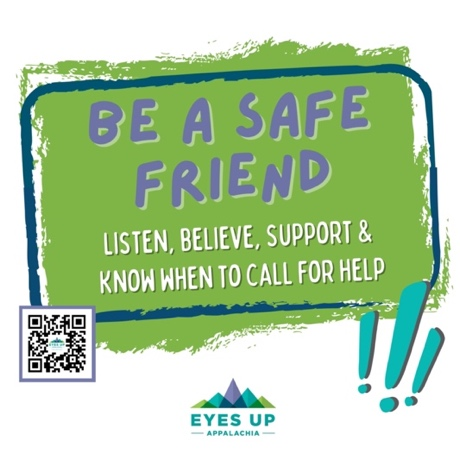 BE A SAFE
FRIEND
LISTEN, BELIEVE, SUPPORT &
KNOW WHEN TO CALL FOR HELP
EYES UP
APPALACHIA